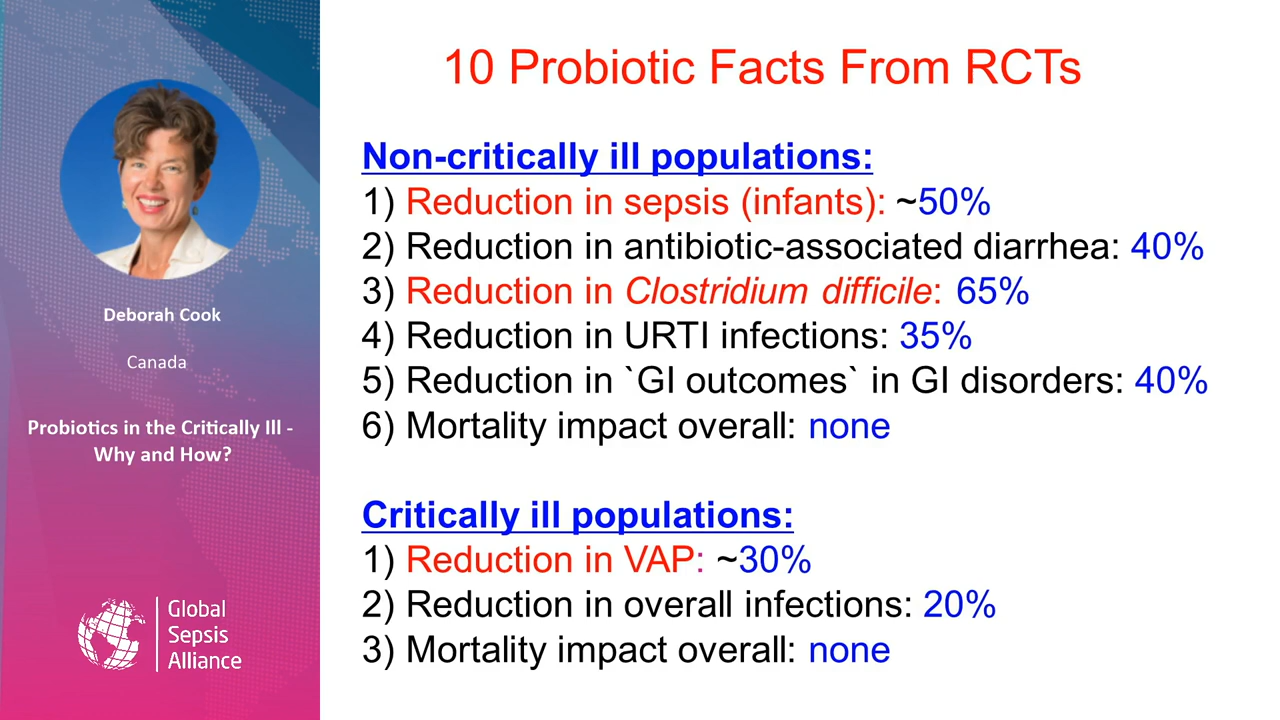 10 Probiotic Facts From RCTs
Non-critically ill populations:
1) Reduction in sepsis (infants): ~50%
2) Reduction in antibiotic-associated diarrhea: 40%
3) Reduction in Clostridium difficile: 65%
4) Reduction in URTI infections: 35%
5) Reduction in `GI outcomes` in GI disorders: 40%
6) Mortality impact overall: none
Critically ill populations:
1) Reduction in VAP: ~30%
2) Reduction in overall infections: 20%
3) Mortality impact overall: none
Deborah Cook
Canada
Probiotics in the Critically Ill -
Why and How?
Global
Sepsis
Alliance